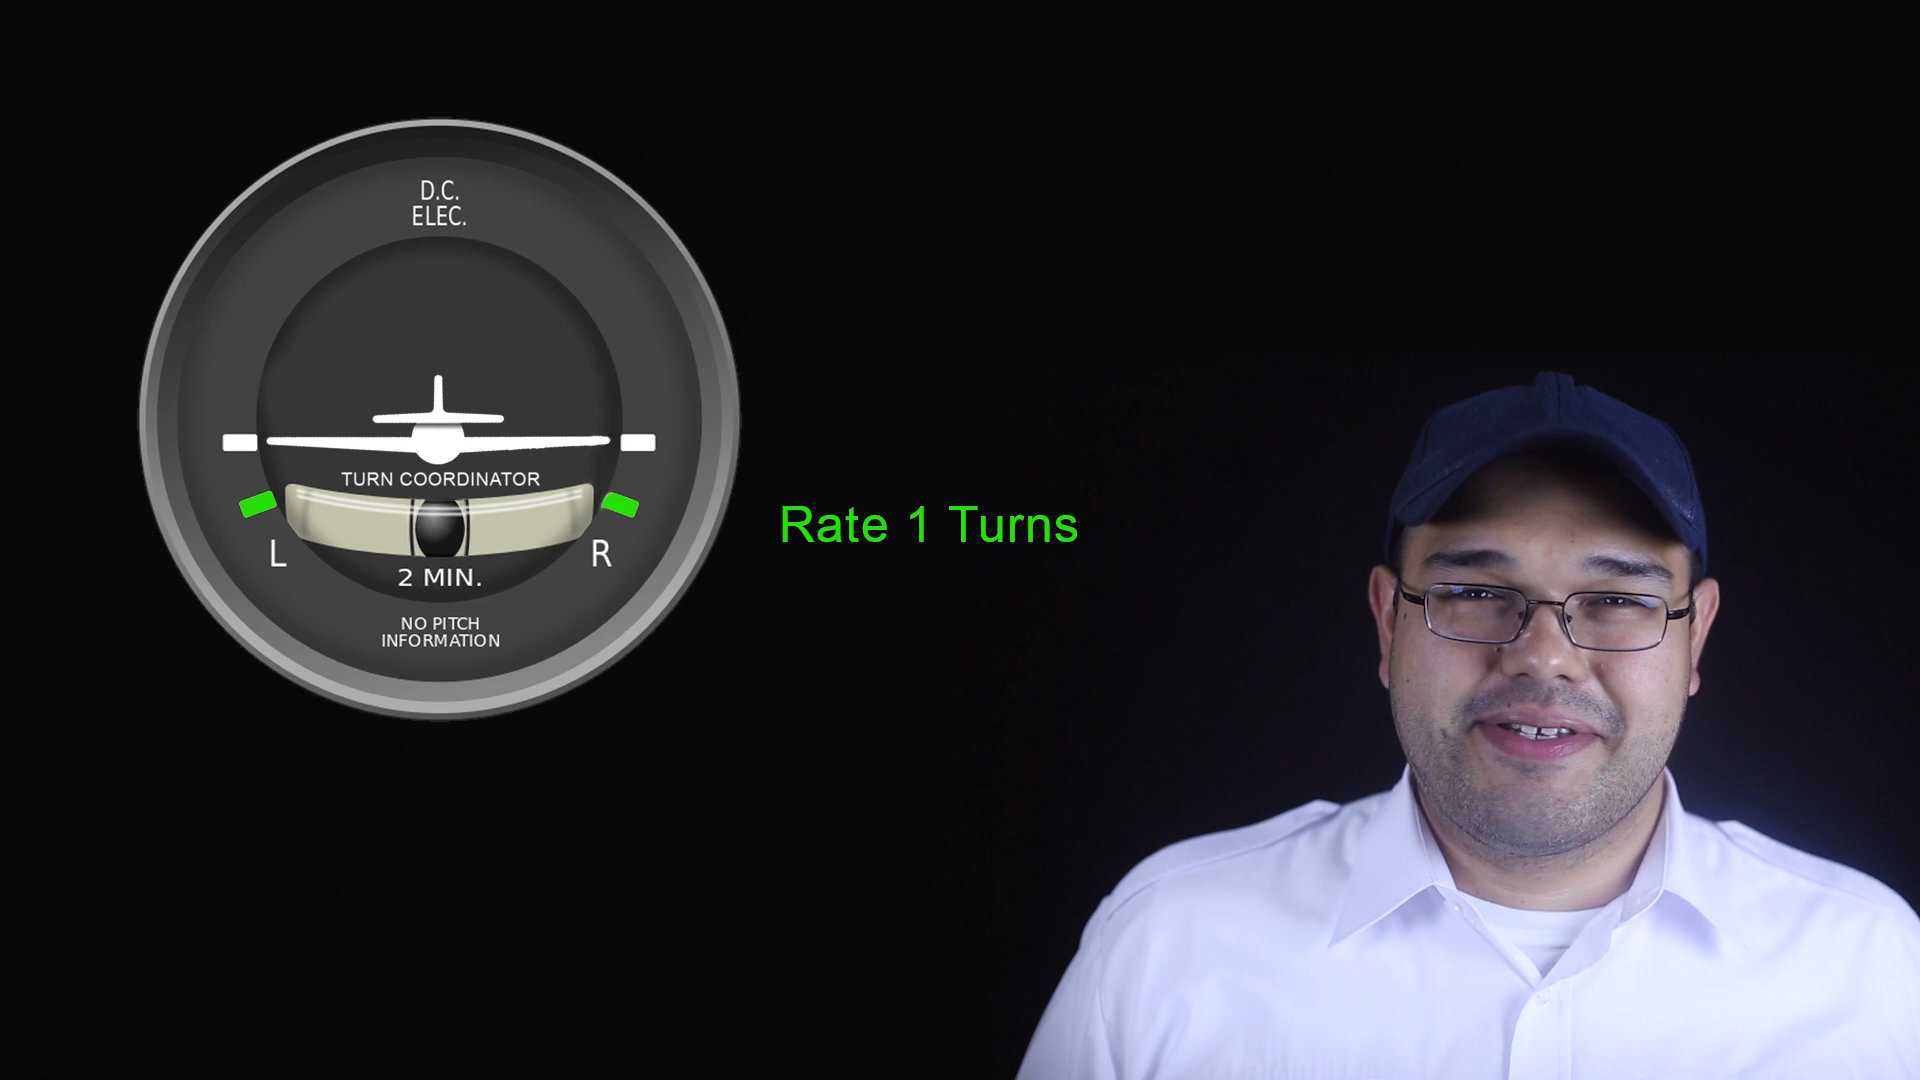 D.C.
ELEC.
TURN COORDINATOR
L
R
2 MIN.
NO PITCH
INFORMATION
Rate 1 Turns